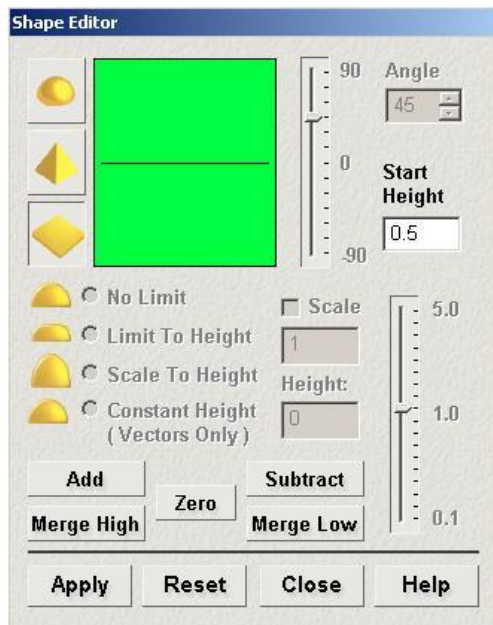 Shape Editor
90
0
-90
Angle
45
Start
Height
0.5
No Limit
Limit To Height
Scale To Height
Constant Height
( Vectors Only )
Scale
1
Height:
0
5.0
1.0
0.1
Add
Merge High
Zero
Subtract
Merge Low
Apply
Reset
Close
Help